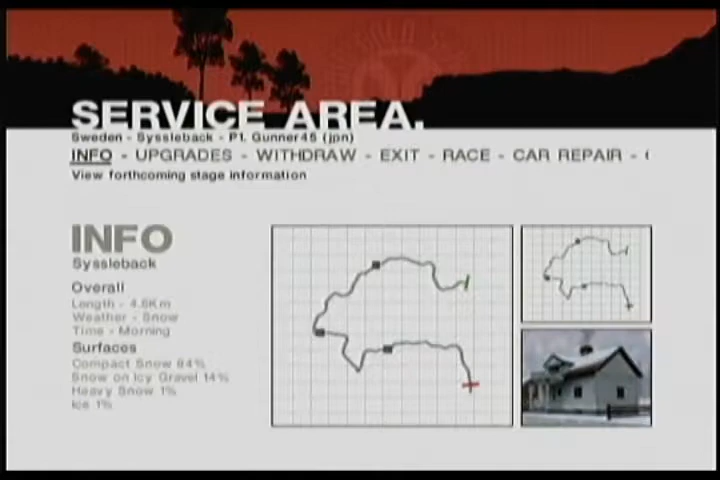 SERVICE AREA.
Sweden - Syssleback - P1. Gunner45 (jpn)
INFO - UPGRADES - WITHDRAW - EXIT - RACE - CAR REPAIR -
View forthcoming stage information
INFO
Syssleback
Overall
Length - 4.6Km
Weather - Snow
Time - Morning
Surfaces
Compact Snow 84%
Snow on Icy Gravel 14%
Heavy Snow 1%
Ice 1%